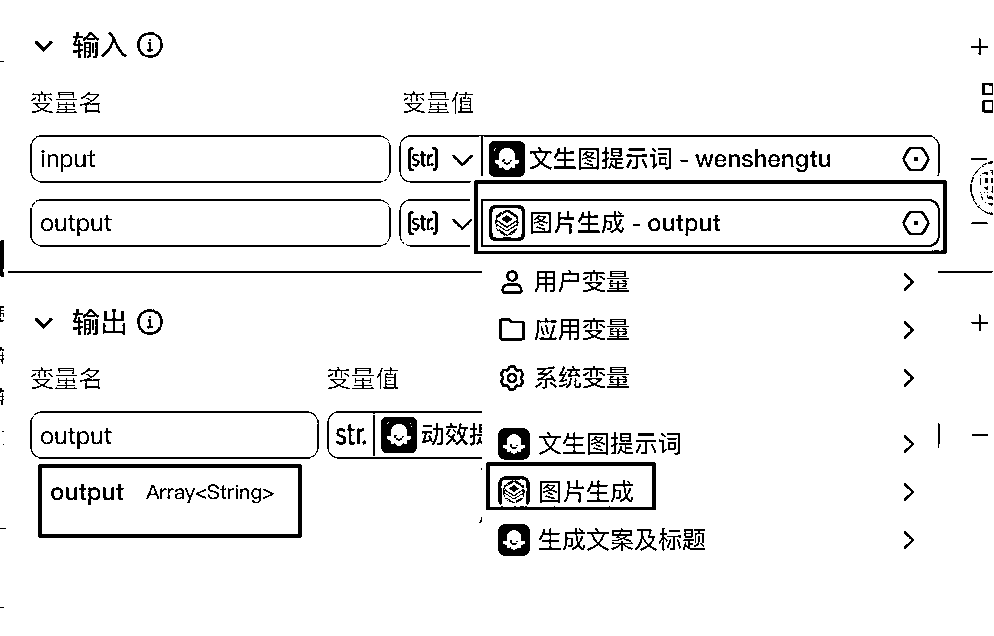 输入
变量名 变量值
input [str.] 文生图提示词 - wenshengtu
output [str.] 图片生成 - output
用户变量
应用变量
系统变量
文生图提示词
图片生成
生成文案及标题
输出
变量名 变量值
output str. 动效
output Array<String>